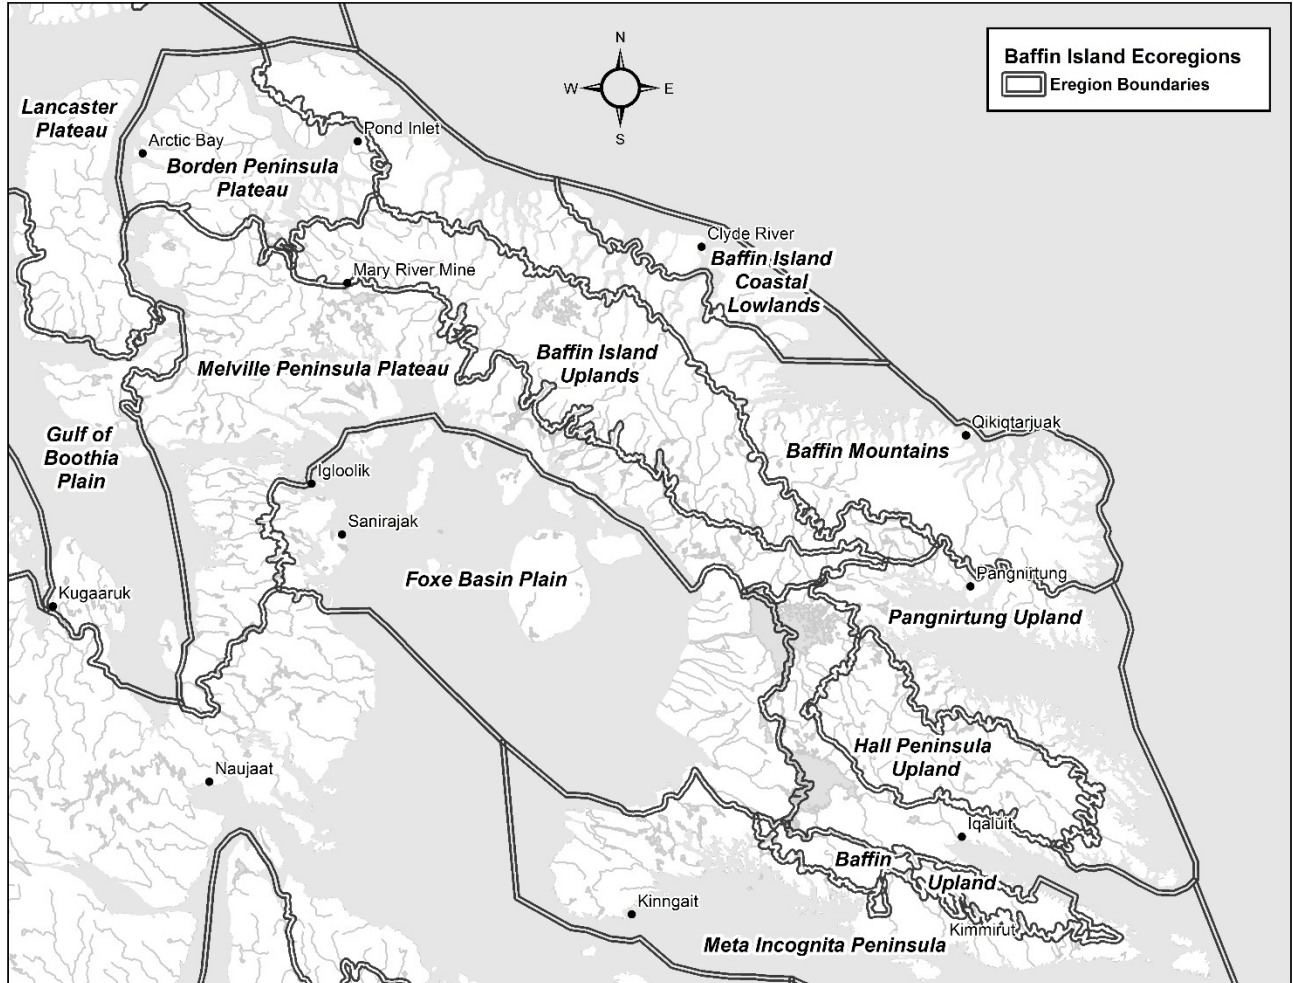 N
W
E
S
Baffin Island Ecoregions
Eregion Boundaries
Lancaster
Plateau
Arctic Bay
Pond Inlet
Borden Peninsula
Plateau
Clyde River
Baffin Island
Coastal
Lowlands
Mary River Mine
Melville Peninsula Plateau
Baffin Island
Uplands
Gulf of
Boothia
Plain
Qikiqtarjuak
Baffin Mountains
Igloolik
Sanirajak
Foxe Basin Plain
Kugaaruk
Pangnirtung
Pangnirtung Upland
Hall Peninsula
Upland
Naujaat
Iqaluit
Baffin
Upland
Kinngait
Kimmirut
Meta Incognita Peninsula